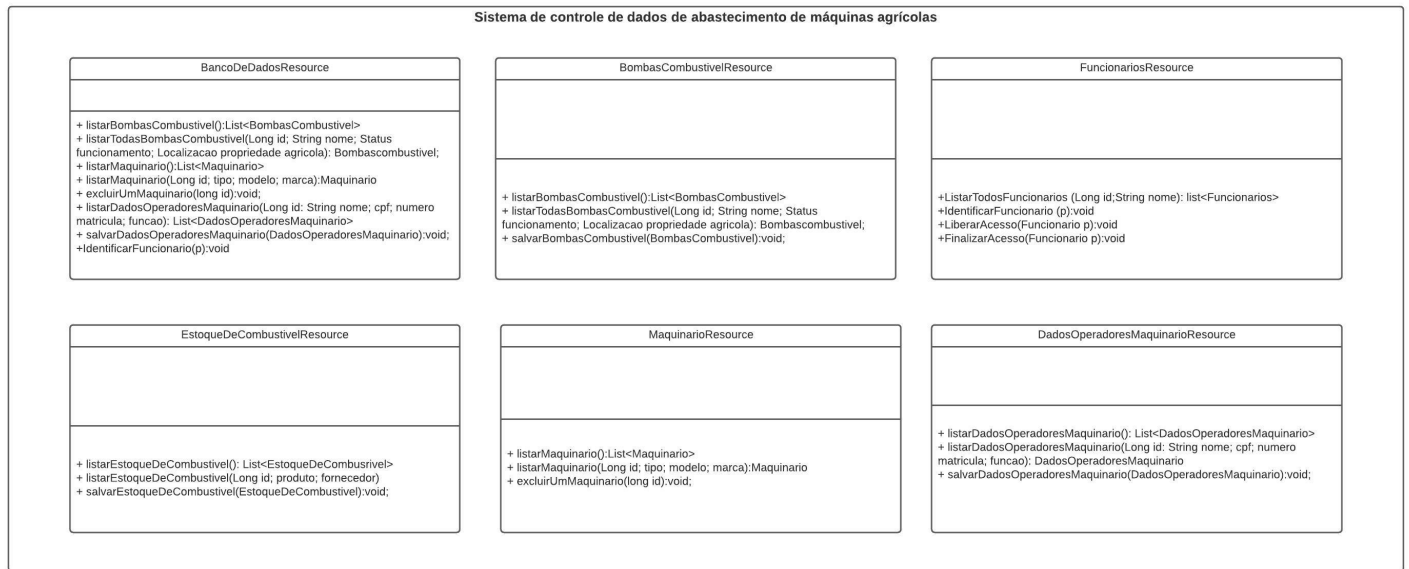 Sistema de controle de dados de abastecimento de máquinas agrícolas
BancoDeDadosResource
+ listarBombasCombustivel():List<BombasCombustivel>
+ listarTodasBombasCombustivel(Long id; String nome; Status
funcionamento; Localizacao propriedade agricola): Bombascombustivel;
+ listarMaquinario():List<Maquinario>
+ listarMaquinario(Long id; tipo; modelo; marca):Maquinario
+ excluirUmMaquinario(long id):void;
+ listarDadosOperadoresMaquinario(Long id: String nome; cpf; numero
matricula; funcao): List<DadosOperadoresMaquinario>
+ salvarDadosOperadoresMaquinario(DadosOperadoresMaquinario):void;
+IdentificarFuncionario(p):void
BombasCombustivelResource
+ listarBombasCombustivel():List<BombasCombustivel>
+ listarTodasBombasCombustivel(Long id; String nome; Status
funcionamento; Localizacao propriedade agricola): Bombascombustivel;
+ salvarBombasCombustivel(BombasCombustivel):void;
FuncionariosResource
+ListarTodosFuncionarios (Long id;String nome): list<Funcionarios>
+IdentificarFuncionario (p):void
+LiberarAcesso(Funcionario p):void
+FinalizarAcesso(Funcionario p):void
EstoqueDeCombustivelResource
+ listarEstoqueDeCombustivel(): List<EstoqueDeCombusrivel>
+ listarEstoqueDeCombustivel(Long id; produto; fornecedor)
+ salvarEstoqueDeCombustivel(EstoqueDeCombustivel):void;
MaquinarioResource
+ listarMaquinario():List<Maquinario>
+ listarMaquinario(Long id; tipo; modelo; marca):Maquinario
+ excluirUmMaquinario(long id):void;
DadosOperadoresMaquinarioResource
+ listarDadosOperadoresMaquinario(): List<DadosOperadoresMaquinario>
+ listarDadosOperadoresMaquinario(Long id: String nome; cpf; numero
matricula; funcao): DadosOperadoresMaquinario
+ salvarDadosOperadoresMaquinario(DadosOperadoresMaquinario):void;